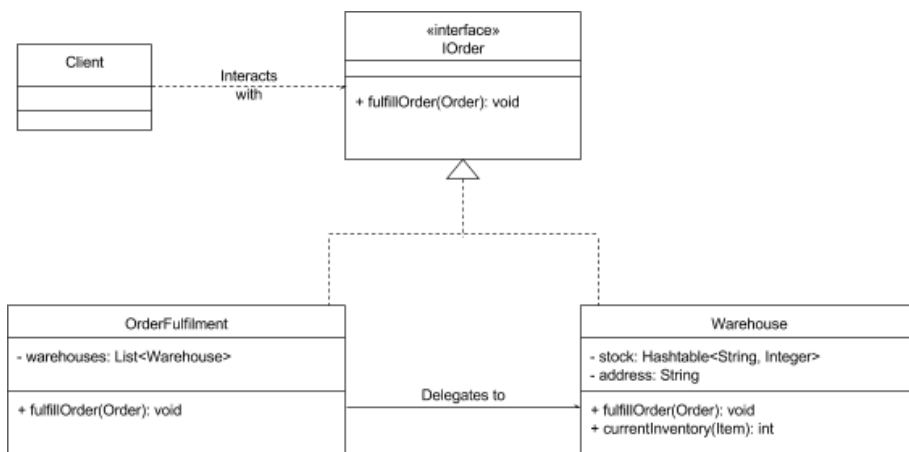 Client
Interacts
with
«interface»
IOrder
+ fulfillOrder(Order): void
OrderFulfilment
- warehouses: List<Warehouse>
+ fulfillOrder(Order): void
Delegates to
Warehouse
- stock: Hashtable<String, Integer>
- address: String
+ fulfillOrder(Order): void
+ currentInventory(Item): int